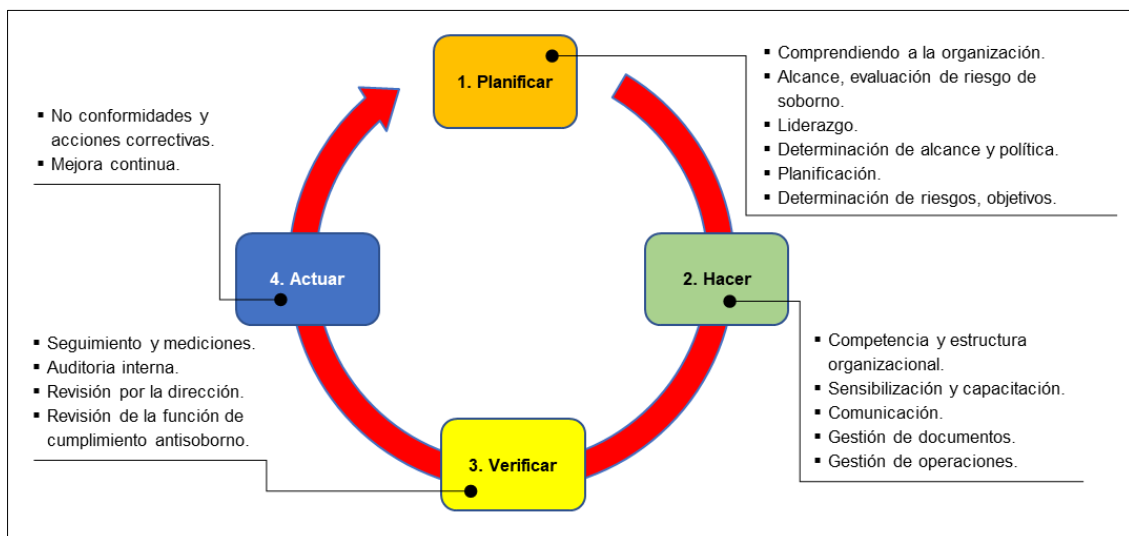 1. Planificar
▪ Comprendiendo a la organización.
▪ Alcance, evaluación de riesgo de
soborno.
▪ Liderazgo.
▪ Determinación de alcance y política.
▪ Planificación.
▪ Determinación de riesgos, objetivos.
2. Hacer
▪ Competencia y estructura
organizacional.
▪ Sensibilización y capacitación.
▪ Comunicación.
▪ Gestión de documentos.
▪ Gestión de operaciones.
3. Verificar
▪ Seguimiento y mediciones.
▪ Auditoria interna.
▪ Revisión por la dirección.
▪ Revisión de la función de
cumplimiento antisoborno.
4. Actuar
▪ No conformidades y
acciones correctivas.
▪ Mejora continua.